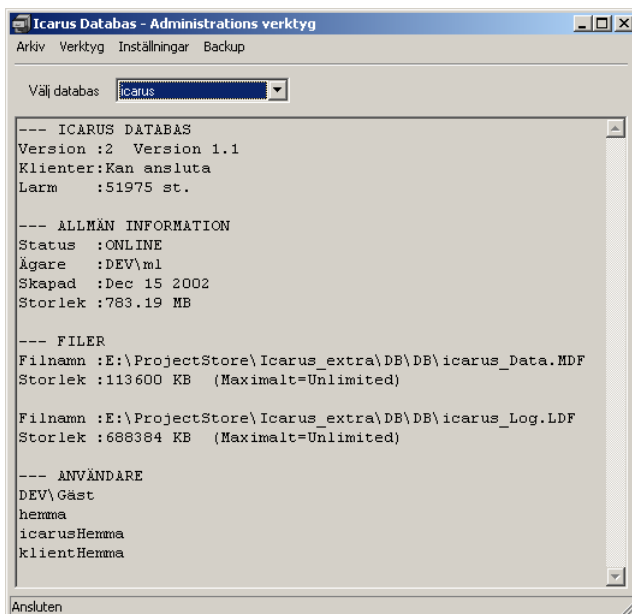 Icarus Databas - Administrations verktyg
Arkiv Verktyg Inställningar Backup
Välj databas icarus
--- ICARUS DATABAS
Version :2 Version 1.1
Klienter:Kan ansluta
Larm :51975 st.
--- ALLMÄN INFORMATION
Status :ONLINE
Ägare :DEV\ml
Skapad :Dec 15 2002
Storlek :783.19 MB
--- FILER
Filnamn :E:\ProjectStore\Icarus_extra\DB\DB\icarus_Data.MDF
Storlek :113600 KB (Maximalt=Unlimited)
Filnamn :E:\ProjectStore\Icarus_extra\DB\DB\icarus_Log.LDF
Storlek :688384 KB (Maximalt=Unlimited)
--- ANVÄNDARE
DEV\Gäst
hemma
icarusHemma
klientHemma
Ansluten